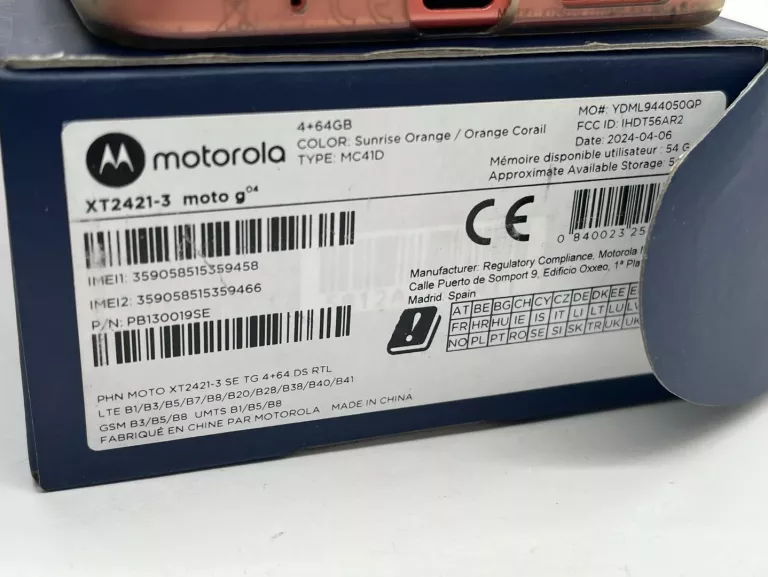 motorola
4+64GB
COLOR: Sunrise Orange / Orange Corail
TYPE: MC41D
MO#: YDML944050QP
FCC ID: IHDT56AR2
Date: 2024-04-06
Mémoire disponible utilisateur : 54 G
Approximate Available Storage:
XT2421-3 moto g04
IMEI1: 359058515359458
IMEI2: 359058515359466
P/N: PB130019SE
CE
0 840023 25
Manufacturer: Regulatory Compliance, Motorola
Calle Puerto de Somport 9, Edificio Oxxeo, 1ª
Madrid. Spain
AT BE BG CH CY CZ DE DK EE
FR HR HU IE IS IT LI LT LU
NO PL PT RO SE SI SK TR UK
PHN MOTO XT2421-3 SE TG 4+64 DS RTL
LTE B1/B3/B5/B7/B8/B20/B28/B38/B40/B41
GSM B3/B5/B8 UMTS B1/B5/B8
FABRIQUÉ EN CHINE PAR MOTOROLA MADE IN CHINA